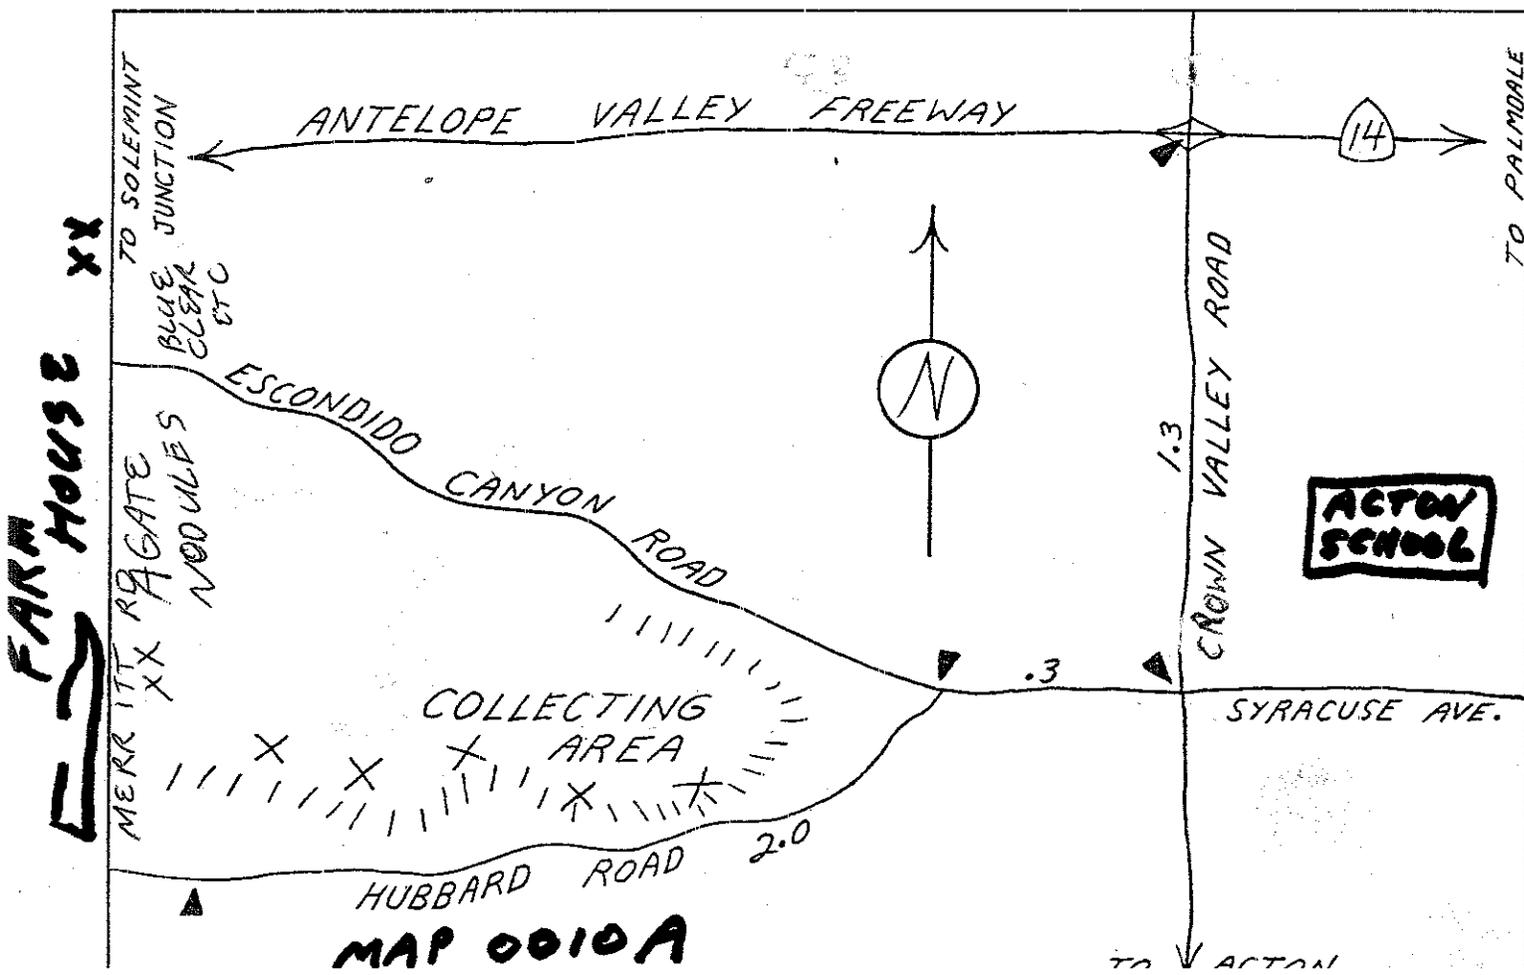 ANTELOPE VALLEY FREEWAY
14
TO PALMDALE
TO SOLEMINT
JUNCTION
XX
BLUE
CLEAR
ETC
FARM
HOUSE
ESCONDIDO CANYON ROAD
N
1.3
CROWN VALLEY ROAD
ACTON
SCHOOL
MERRITT RD
XX AGATE
NODULES
.3
SYRACUSE AVE.
COLLECTING
AREA
X X X X X
2.0
HUBBARD ROAD
MAP 0010A
TO ACTON